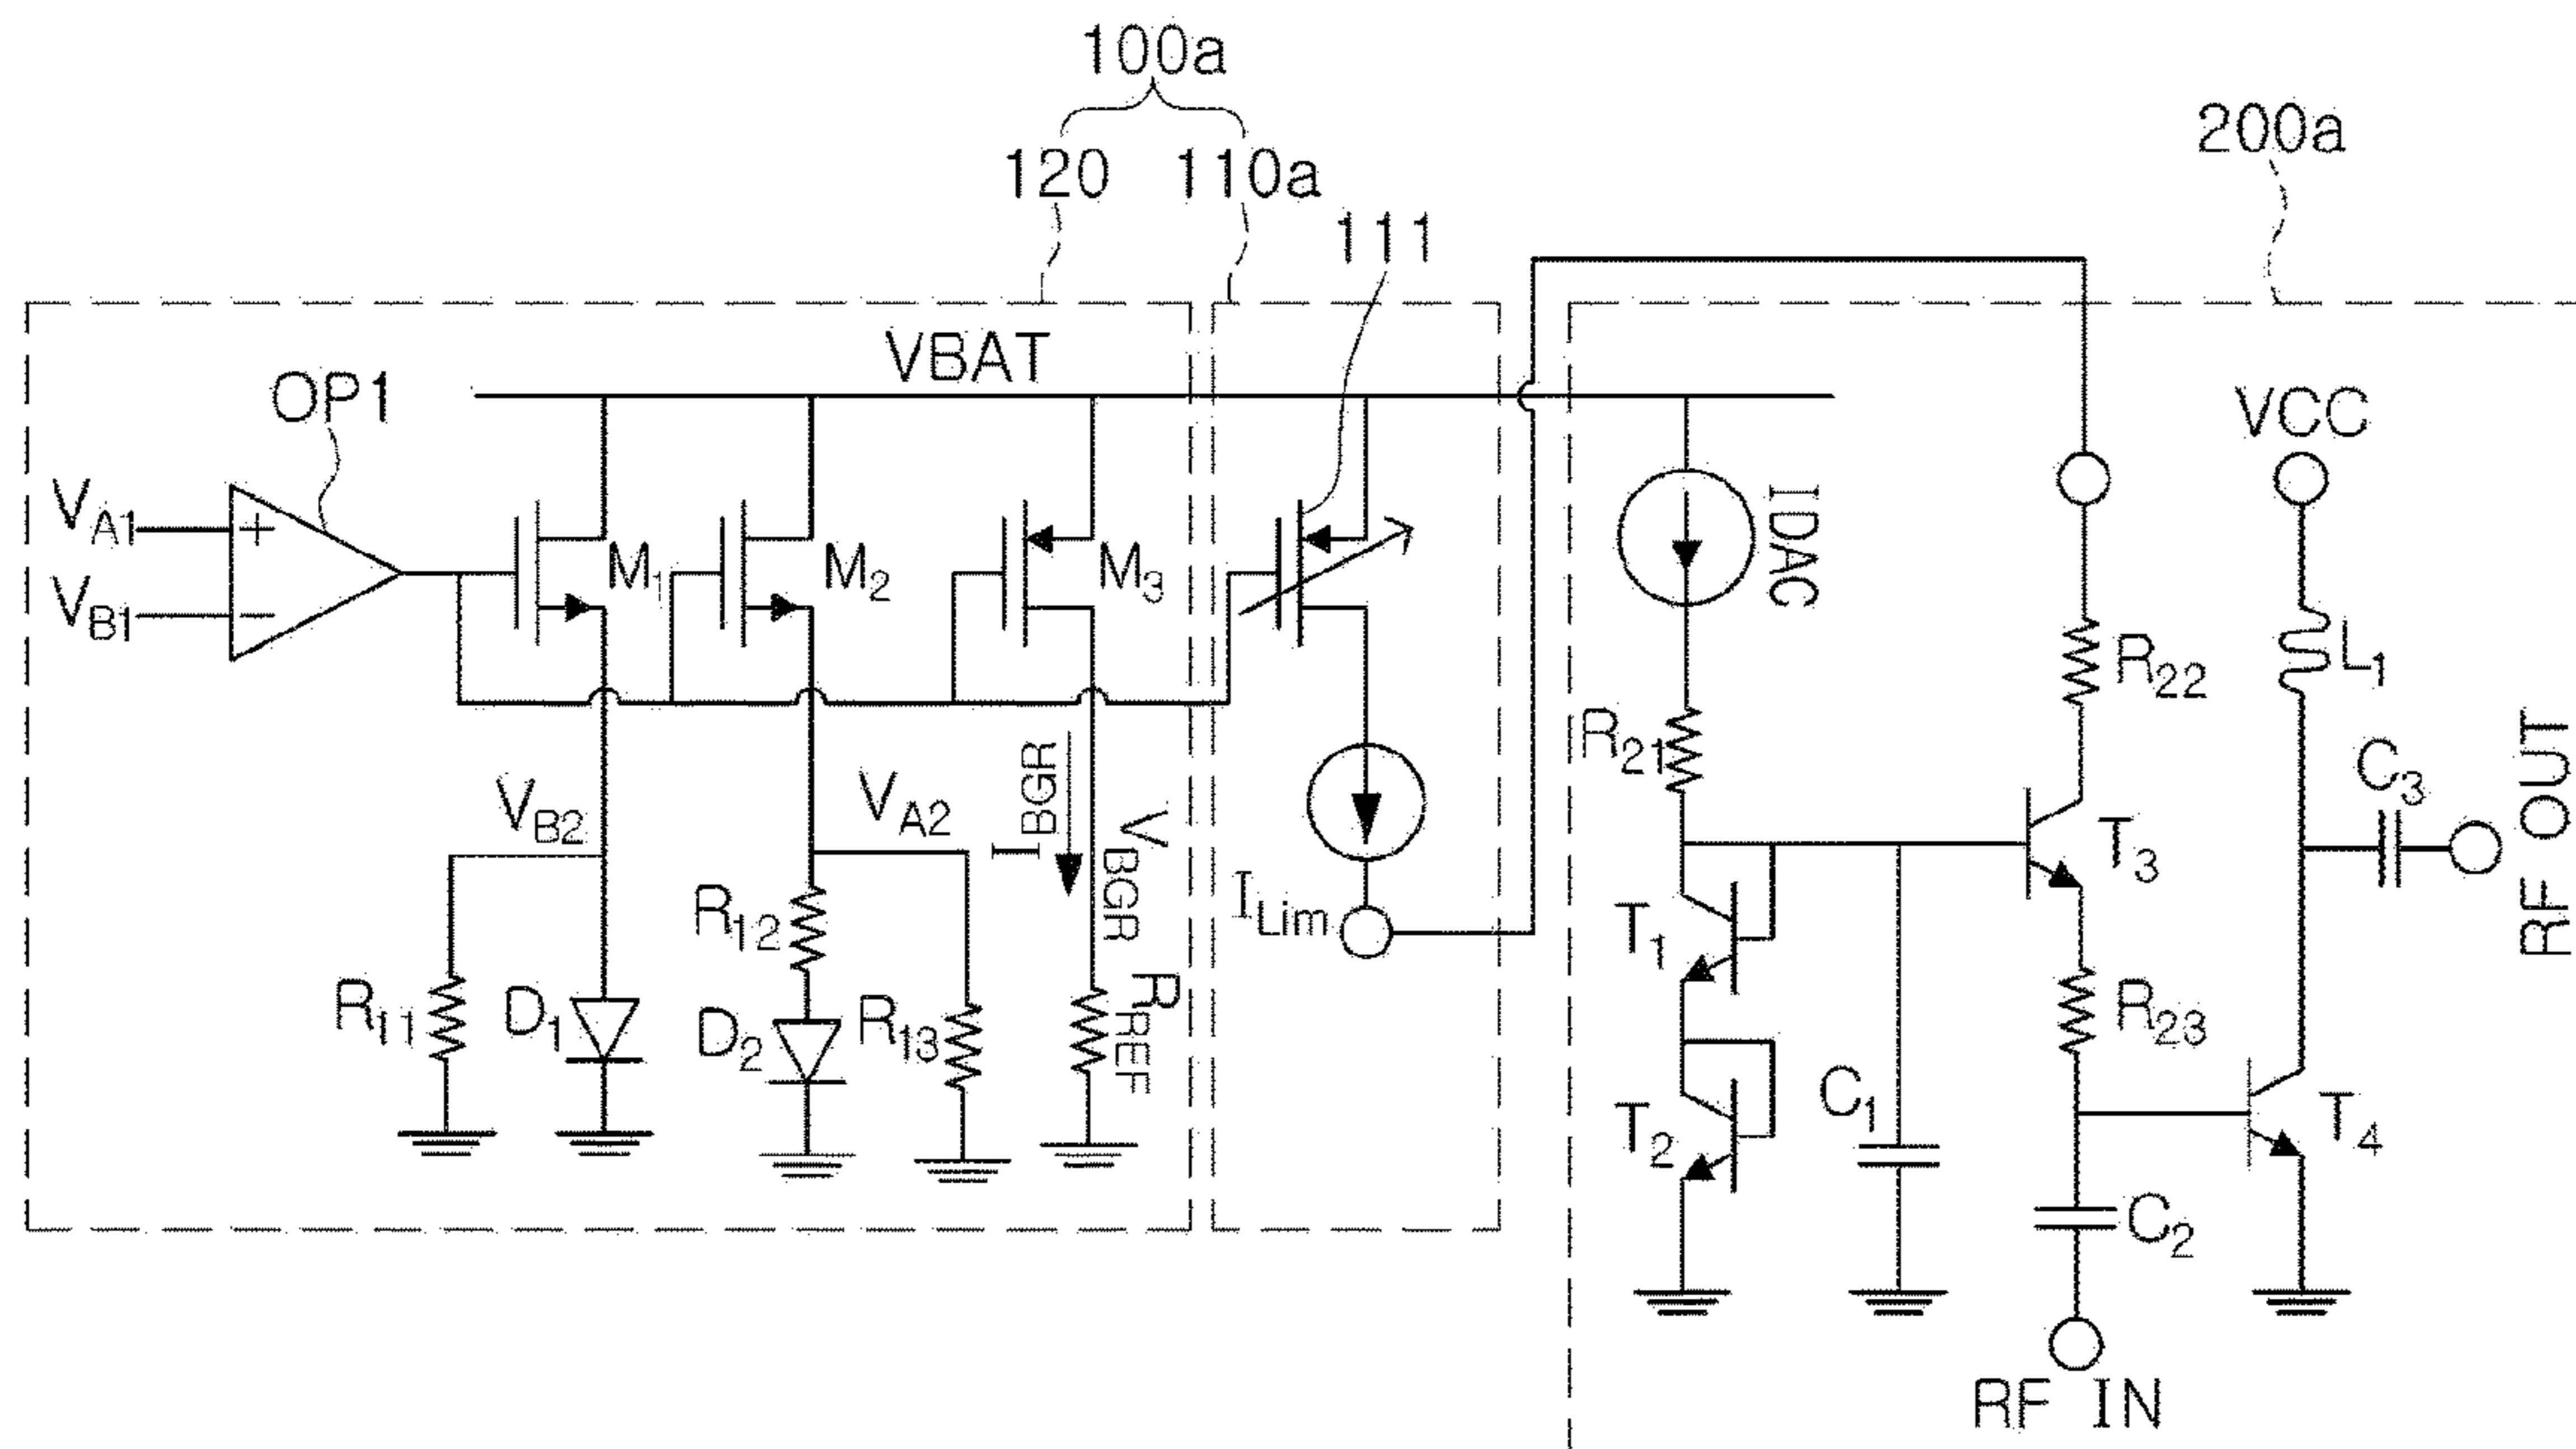 100a
120 110a
111
200a
VBAT
OP1
VCC
VA1
VB1
+
−
M1
M2
M3
IDAC
R22
L1
R21
C3
RF OUT
VB2
VA2
IBGR
VBGR
ILim
T3
T1
R12
R11
D1
D2
R13
RREF
R23
C1
T2
T4
C2
RF IN